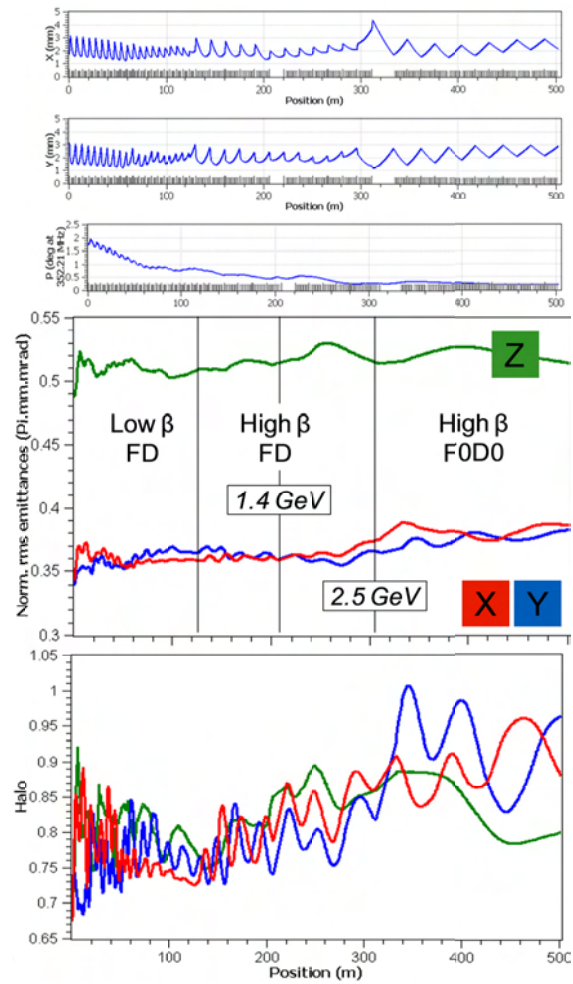 X (mm)
5
4
3
2
1
0
0 100 200 300 400 500
Position (m)
Y (mm)
5
4
3
2
1
0
0 100 200 300 400 500
Position (m)
P (deg at
352.21 MHz)
2.5
2
1.5
1
0.5
0
0 100 200 300 400 500
Position (m)
Norm. rms emittances (Pi.mm.mrad)
0.55
0.5
0.45
0.4
0.35
0.3
Z
Low β
FD
High β
FD
High β
F0D0
1.4 GeV
2.5 GeV
X
Y
Halo
1.05
1
0.95
0.9
0.85
0.8
0.75
0.7
0.65
100 200 300 400 500
Position (m)